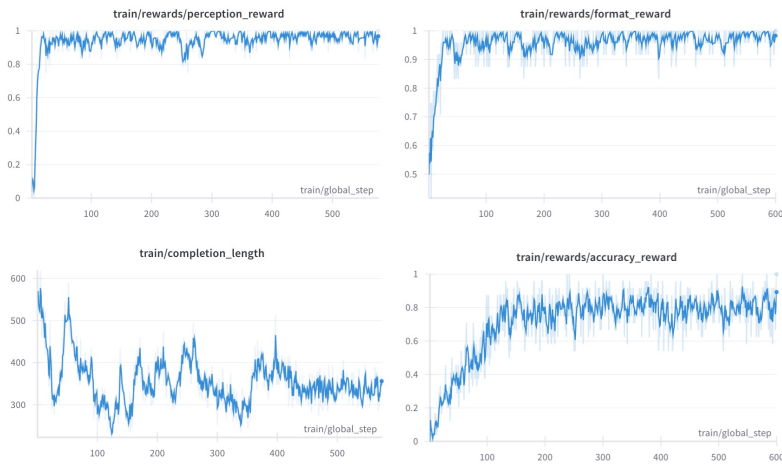 train/rewards/perception_reward
1
0.8
0.6
0.4
0.2
0
train/global_step
100 200 300 400 500
train/rewards/format_reward
1
0.9
0.8
0.7
0.6
0.5
train/global_step
100 200 300 400 500 600
train/completion_length
600
500
400
300
train/global_step
100 200 300 400 500
train/rewards/accuracy_reward
1
0.8
0.6
0.4
0.2
0
train/global_step
100 200 300 400 500 600